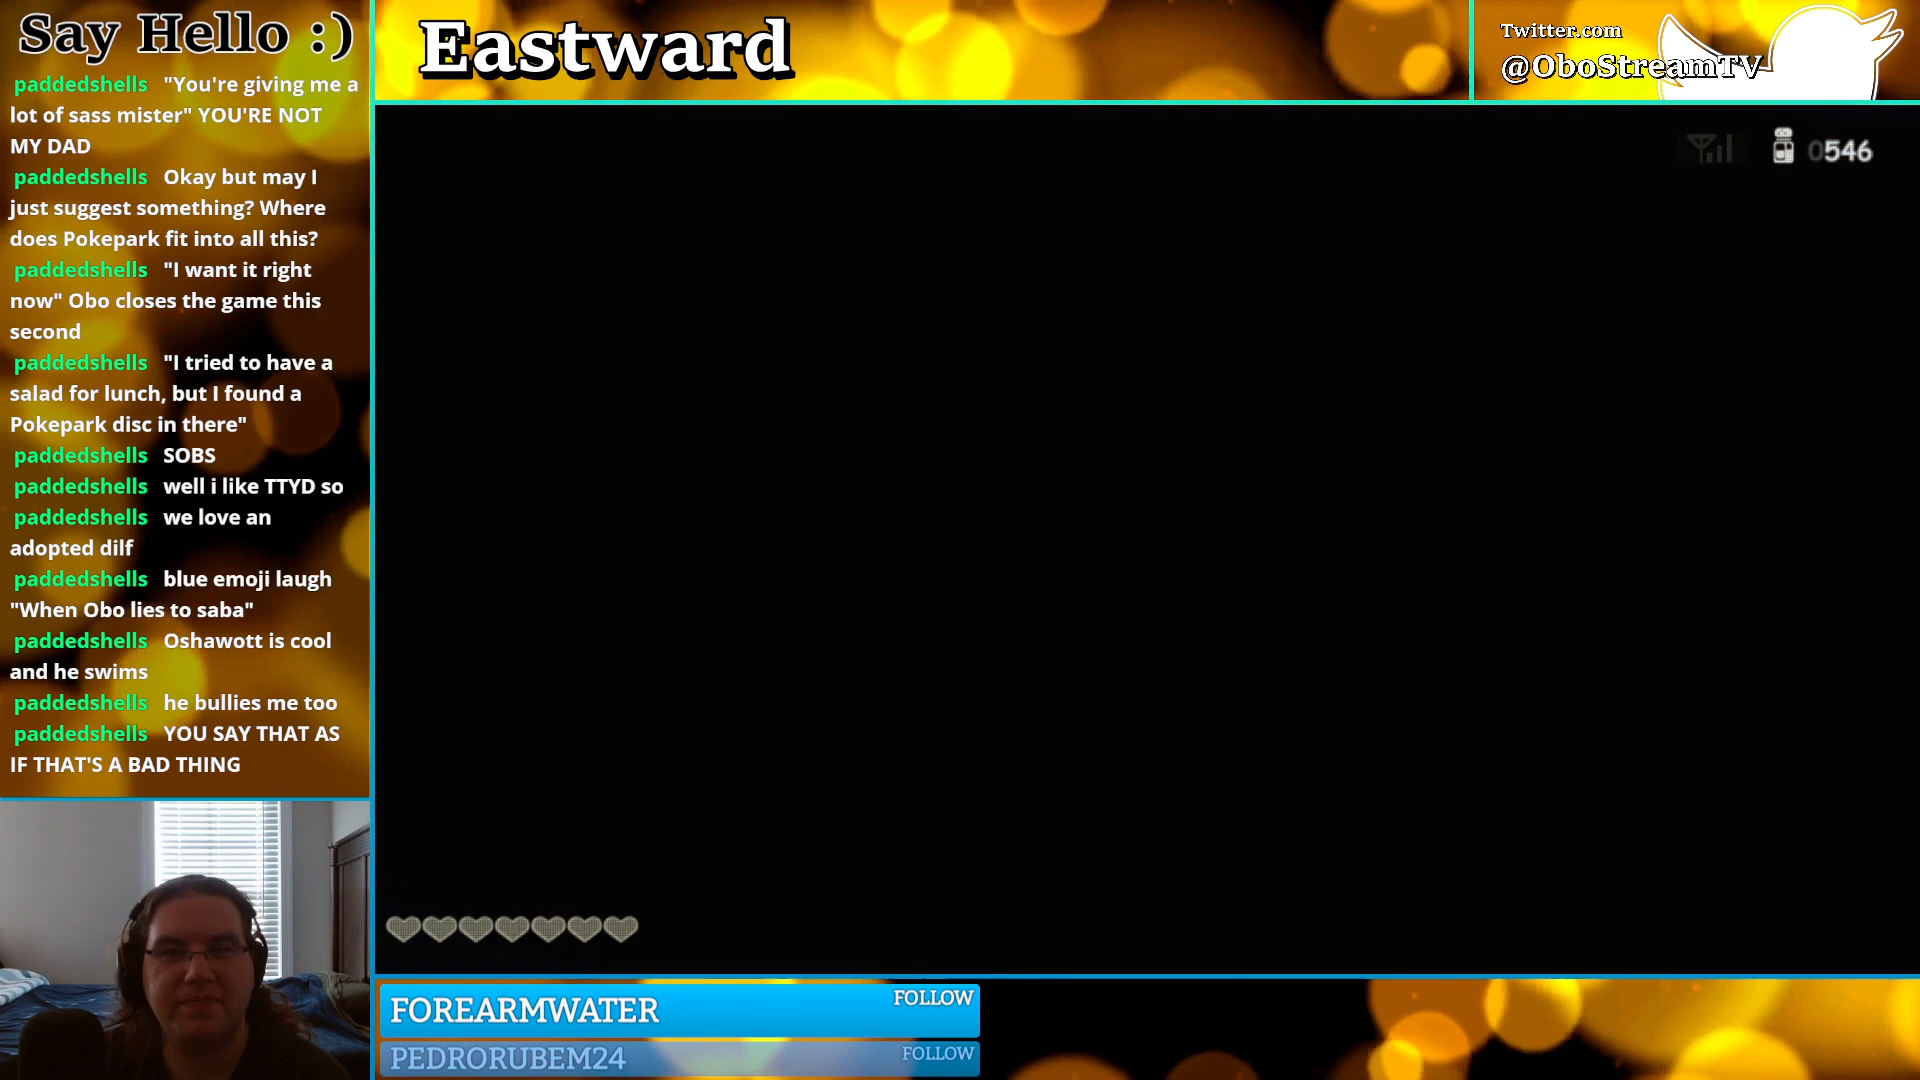 Say Hello :)
paddedshells "You're giving me a
lot of sass mister" YOU'RE NOT
MY DAD
paddedshells Okay but may I
just suggest something? Where
does Pokepark fit into all this?
paddedshells "I want it right
now" Obo closes the game this
second
paddedshells "I tried to have a
salad for lunch, but I found a
Pokepark disc in there"
paddedshells SOBS
paddedshells well i like TTYD so
paddedshells we love an
adopted dilf
paddedshells blue emoji laugh
"When Obo lies to saba"
paddedshells Oshawott is cool
and he swims
paddedshells he bullies me too
paddedshells YOU SAY THAT AS
IF THAT'S A BAD THING
Eastward
Twitter.com
@OboStreamTV
0546
FOREARMWATER FOLLOW
PEDRORUBEM24 FOLLOW